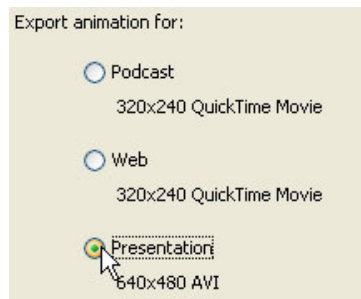 Export animation for:
Podcast
320x240 QuickTime Movie
Web
320x240 QuickTime Movie
Presentation
640x480 AVI